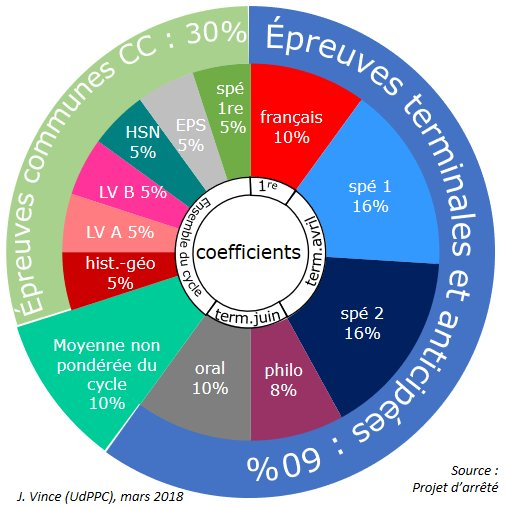 Épreuves communes CC : 30%
Épreuves terminales et anticipées : 60%
spé
1re
5%
français
10%
EPS
5%
HSN
5%
spé 1
16%
LV B 5%
LV A 5%
hist.-géo
5%
1re
term.avril
term.juin
Ensemble du cycle
coefficients
spé 2
16%
Moyenne non
pondérée du
cycle
10%
oral
10%
philo
8%
Source :
Projet d’arrêté
J. Vince (UdPPC), mars 2018